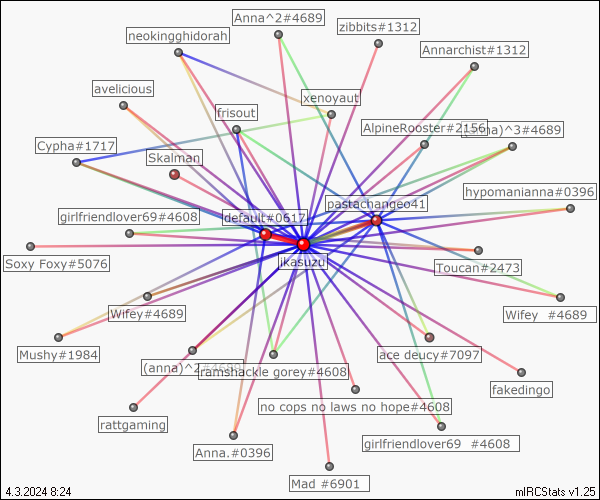 Anna^2#4689
zibbits#1312
neokingghidorah
Annarchist#1312
avelicious
xenoyaut
frisout
AlpineRooster#2156
)^3#4689
Cypha#1717
Skalman
hypomanianna#0396
pastachangeo41
girlfriendlover69#4608
default#0617
Soxy Foxy#5076
jkasuzu
Toucan#2473
Wifey#4689
Wifey #4689
Mushy#1984
(anna)^2#4689
ramshackle gorey#4608
ace deucy#7097
fakedingo
rattgaming
no cops no laws no hope#4608
Anna.#0396
girlfriendlover69 #4608
Mad #6901
4.3.2024 8:24
mIRCStats v1.25